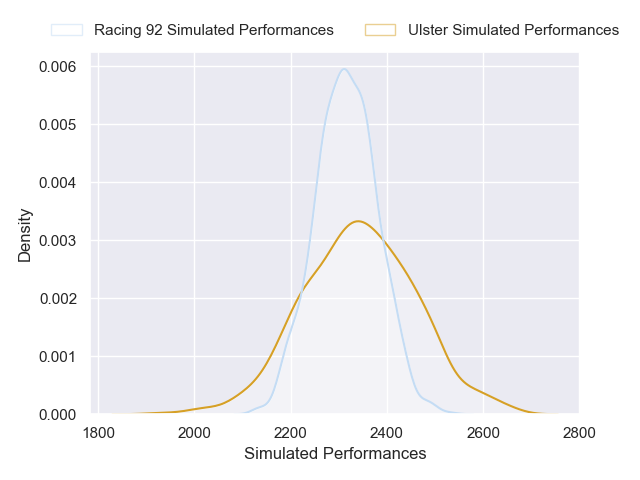 Racing 92 Simulated Performances
Ulster Simulated Performances
0.006
0.005
0.004
0.003
0.002
0.001
0.000
Density
1800 2000 2200 2400 2600 2800
Simulated Performances